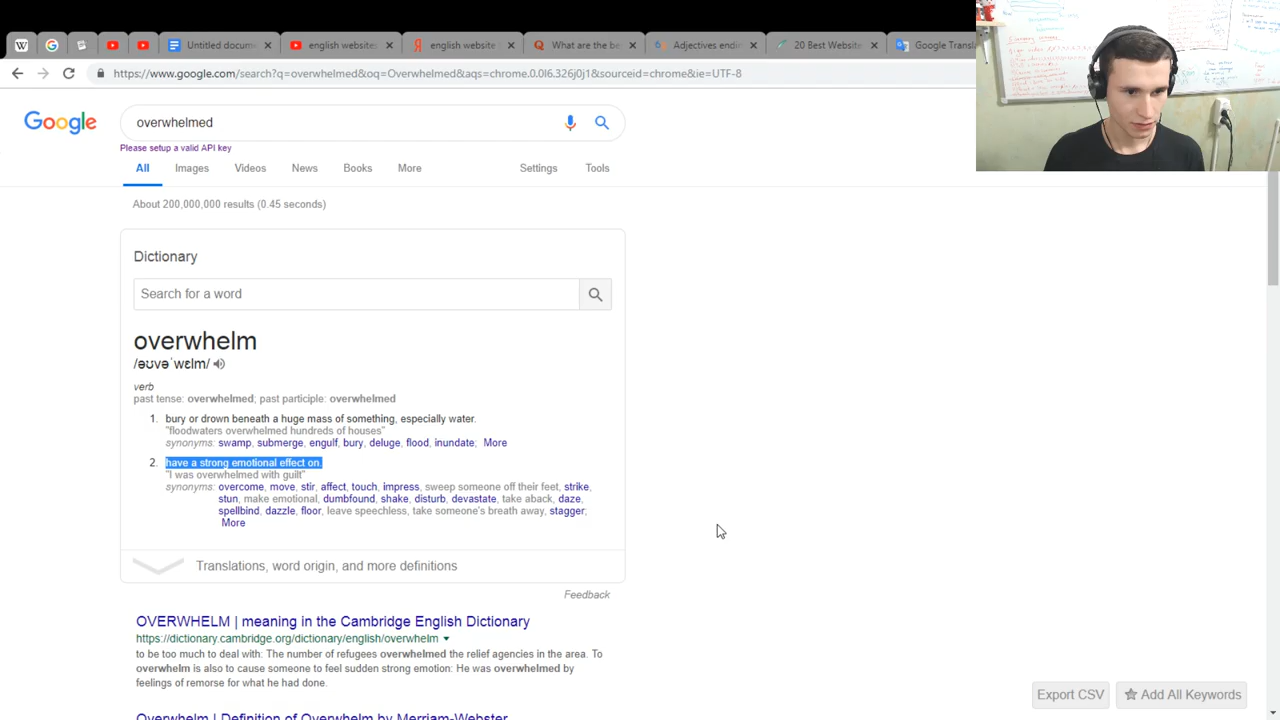 Untitled docum
english websites
english website
What are the be
Adjectives endin
20 Best Website
Google Transla
https://www.google.com/search?q=overwhelmed&oq=Overwhelmed&aqs=chrome.0.0l6.326j0j1&sourceid=chrome&ie=UTF-8
Google
overwhelmed
Please setup a valid API key
All Images Videos News Books More Settings Tools
About 200,000,000 results (0.45 seconds)
Dictionary
Search for a word
overwhelm
/əʊvəˈwɛlm/
verb
past tense: overwhelmed; past participle: overwhelmed
1. bury or drown beneath a huge mass of something, especially water.
"floodwaters overwhelmed hundreds of houses"
synonyms: swamp, submerge, engulf, bury, deluge, flood, inundate; More
2. have a strong emotional effect on.
"I was overwhelmed with guilt"
synonyms: overcome, move, stir, affect, touch, impress, sweep someone off their feet, strike,
stun, make emotional, dumbfound, shake, disturb, devastate, take aback, daze,
spellbind, dazzle, floor, leave speechless, take someone's breath away, stagger;
More
Translations, word origin, and more definitions
Feedback
OVERWHELM | meaning in the Cambridge English Dictionary
https://dictionary.cambridge.org/dictionary/english/overwhelm
to be too much to deal with: The number of refugees overwhelmed the relief agencies in the area. To
overwhelm is also to cause someone to feel sudden strong emotion: He was overwhelmed by
feelings of remorse for what he had done.
Overwhelm | Definition of Overwhelm by Merriam-Webster
Export CSV
Add All Keywords